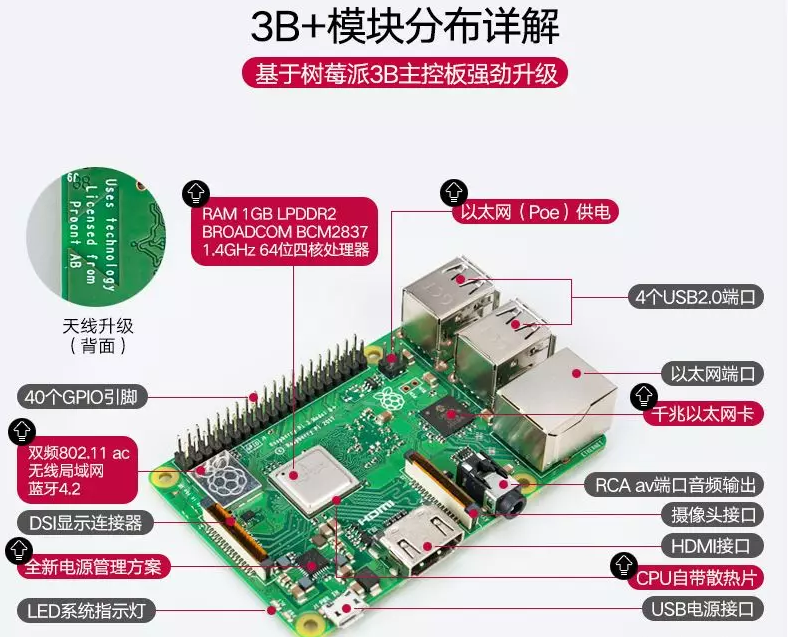 3B+模块分布详解
基于树莓派3B主控板强劲升级
Uses technology
Licensed from
Proant AB
天线升级
（背面）
RAM 1GB LPDDR2
BROADCOM BCM2837
1.4GHz 64位四核处理器
以太网（Poe）供电
4个USB2.0端口
以太网端口
千兆以太网卡
40个GPIO引脚
双频802.11 ac
无线局域网
蓝牙4.2
DSI显示连接器
全新电源管理方案
LED系统指示灯
RCA av端口音频输出
摄像头接口
HDMI接口
CPU自带散热片
USB电源接口
HDMI
ETHERNET